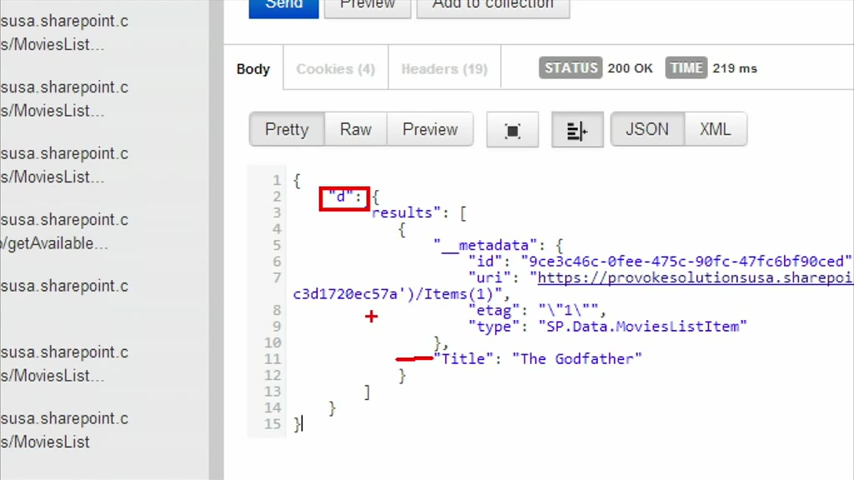 susa.sharepoint.c
s/MoviesList...
susa.sharepoint.c
s/MoviesList...
susa.sharepoint.c
s/MoviesList...
susa.sharepoint.c
o/getAvailable...
susa.sharepoint.c
susa.sharepoint.c
s/MoviesList...
susa.sharepoint.c
s/MoviesList
Send Preview Add to collection
Body Cookies (4) Headers (19) STATUS 200 OK TIME 219 ms
Pretty Raw Preview JSON XML
1 {
2 "d": {
3 results": [
4 {
5 "__metadata": {
6 "id": "9ce3c46c-0fee-475c-90fc-47fc6bf90ced"
7 "uri": "https://provokesolutionsusa.sharepoi
c3d1720ec57a')/Items(1)",
8 "etag": "\"1\"",
9 "type": "SP.Data.MoviesListItem"
10 },
11 "Title": "The Godfather"
12 }
13 ]
14 }
15 }